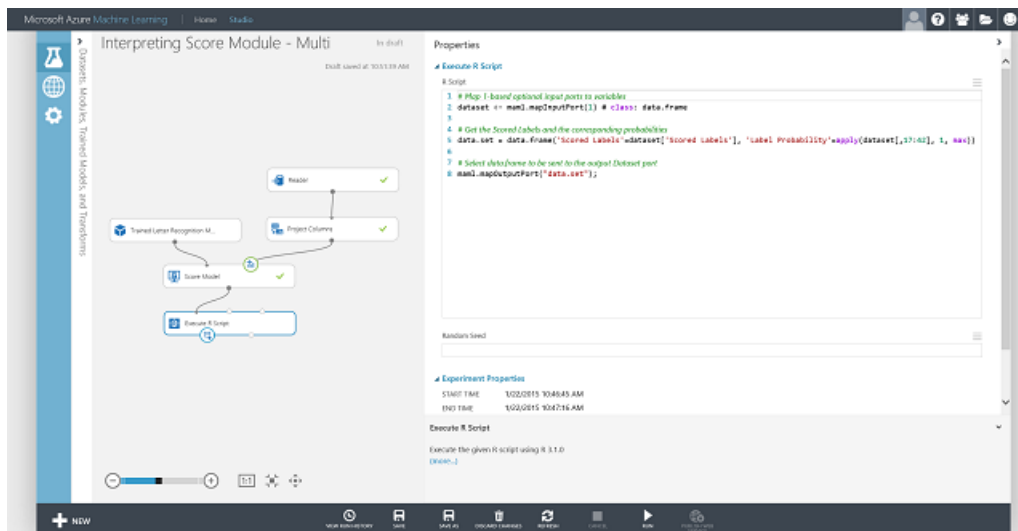 Microsoft Azure Machine Learning | Home Studio
Interpreting Score Module - Multi
In draft
Draft saved at 10:51:39 AM
Datasets, Modules, Trained Models, and Transforms
Reader
Trained Letter Recognition M...
Project Columns
Score Model
Execute R Script
1:1
Properties
Execute R Script
R Script
1 # Map 1-based optional input ports to variables
2 dataset <- maml.mapInputPort(1) # class: data.frame
3
4 # Get the Scored Labels and the corresponding probabilities
5 data.set = data.frame('Scored Labels'=dataset['Scored Labels'], 'Label Probability'=apply(dataset[,17:42], 1, max))
6
7 # Select data.frame to be sent to the output Dataset port
8 maml.mapOutputPort("data.set");
Random Seed
Experiment Properties
START TIME 1/22/2015 10:46:45 AM
END TIME 1/22/2015 10:47:16 AM
Execute R Script
Execute the given R script using R 3.1.0
(more...)
NEW
VIEW RUN HISTORY
SAVE
SAVE AS
DISCARD CHANGES
REFRESH
CANCEL
RUN